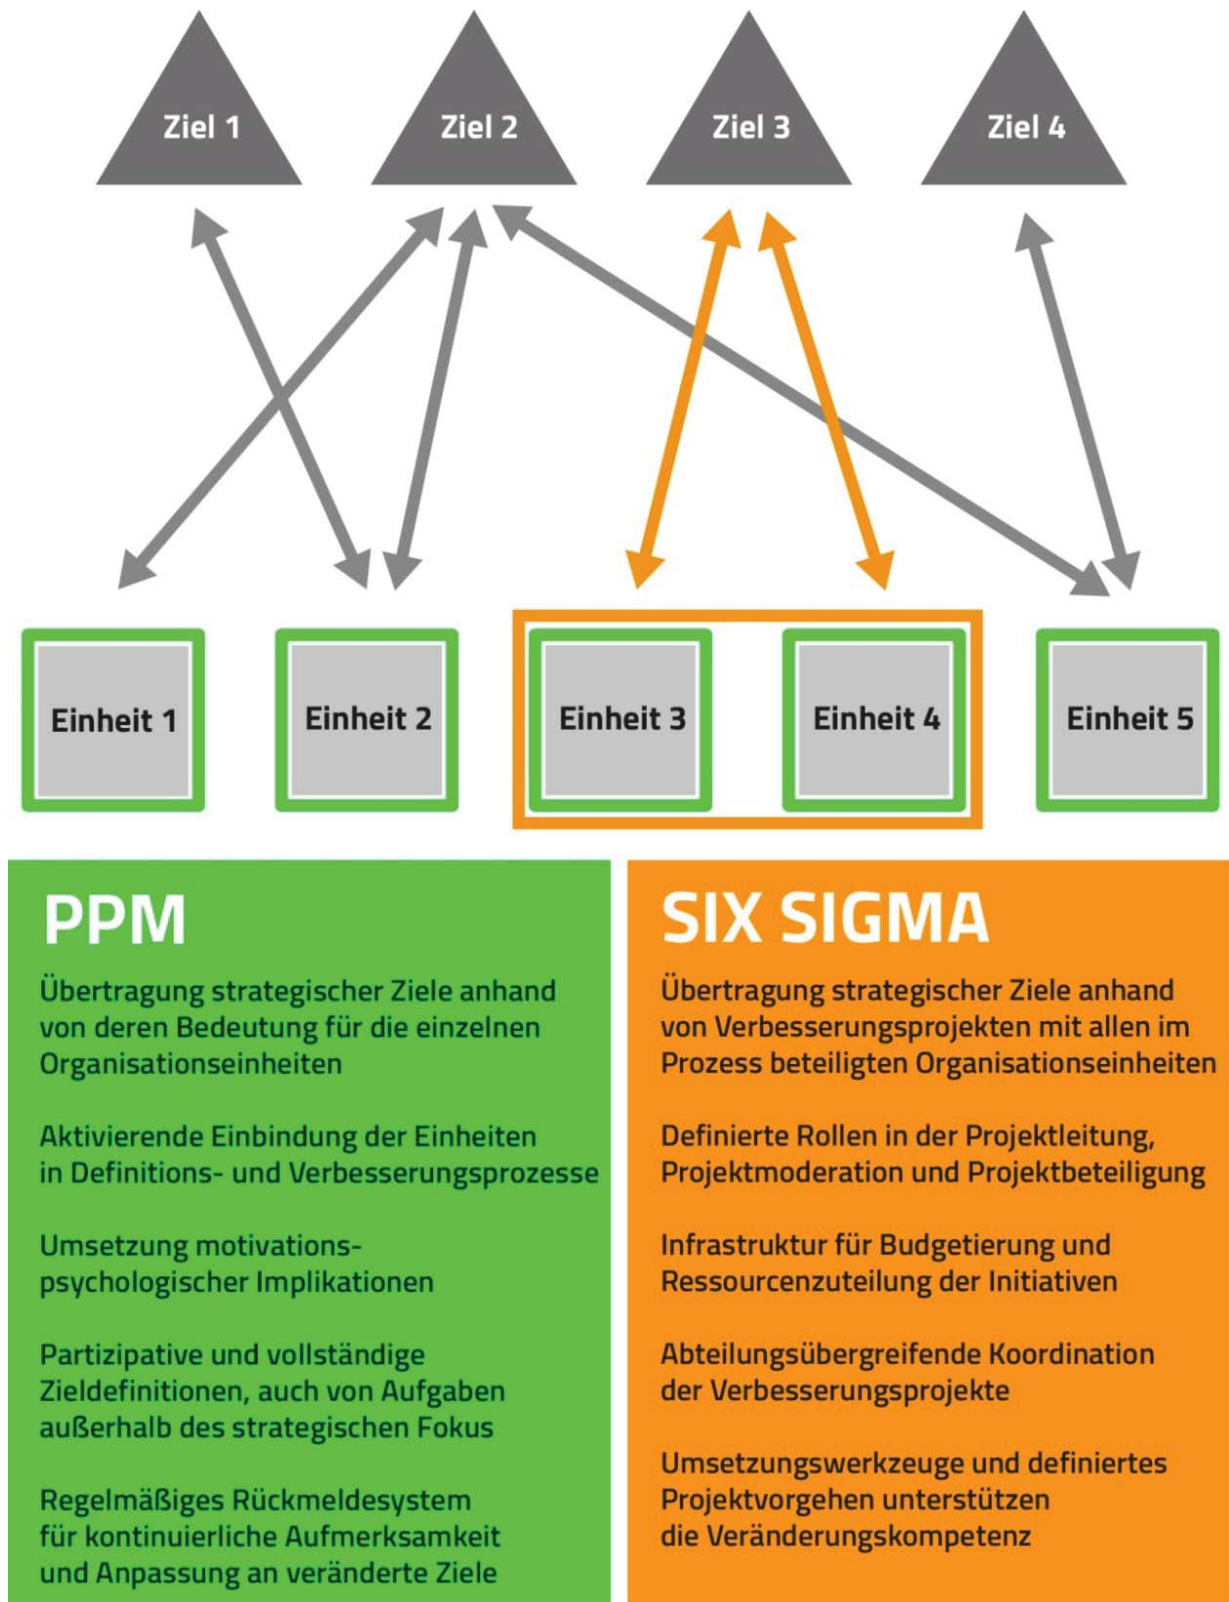 Ziel 1
Ziel 2
Ziel 3
Ziel 4
Einheit 1
Einheit 2
Einheit 3
Einheit 4
Einheit 5
PPM
Übertragung strategischer Ziele anhand
von deren Bedeutung für die einzelnen
Organisationseinheiten
Aktivierende Einbindung der Einheiten
in Definitions- und Verbesserungsprozesse
Umsetzung motivations-
psychologischer Implikationen
Partizipative und vollständige
Zieldefinitionen, auch von Aufgaben
außerhalb des strategischen Fokus
Regelmäßiges Rückmeldesystem
für kontinuierliche Aufmerksamkeit
und Anpassung an veränderte Ziele
SIX SIGMA
Übertragung strategischer Ziele anhand
von Verbesserungsprojekten mit allen im
Prozess beteiligten Organisationseinheiten
Definierte Rollen in der Projektleitung,
Projektmoderation und Projektbeteiligung
Infrastruktur für Budgetierung und
Ressourcenzuteilung der Initiativen
Abteilungsübergreifende Koordination
der Verbesserungsprojekte
Umsetzungswerkzeuge und definiertes
Projektvorgehen unterstützen
die Veränderungskompetenz